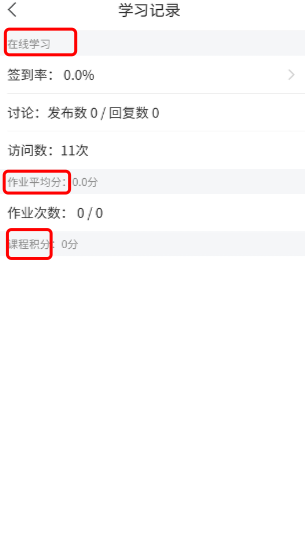 学习记录
在线学习
签到率： 0.0%
讨论：发布数 0 / 回复数 0
访问数：11次
作业平均分：0.0分
作业次数： 0 / 0
课程积分：0分